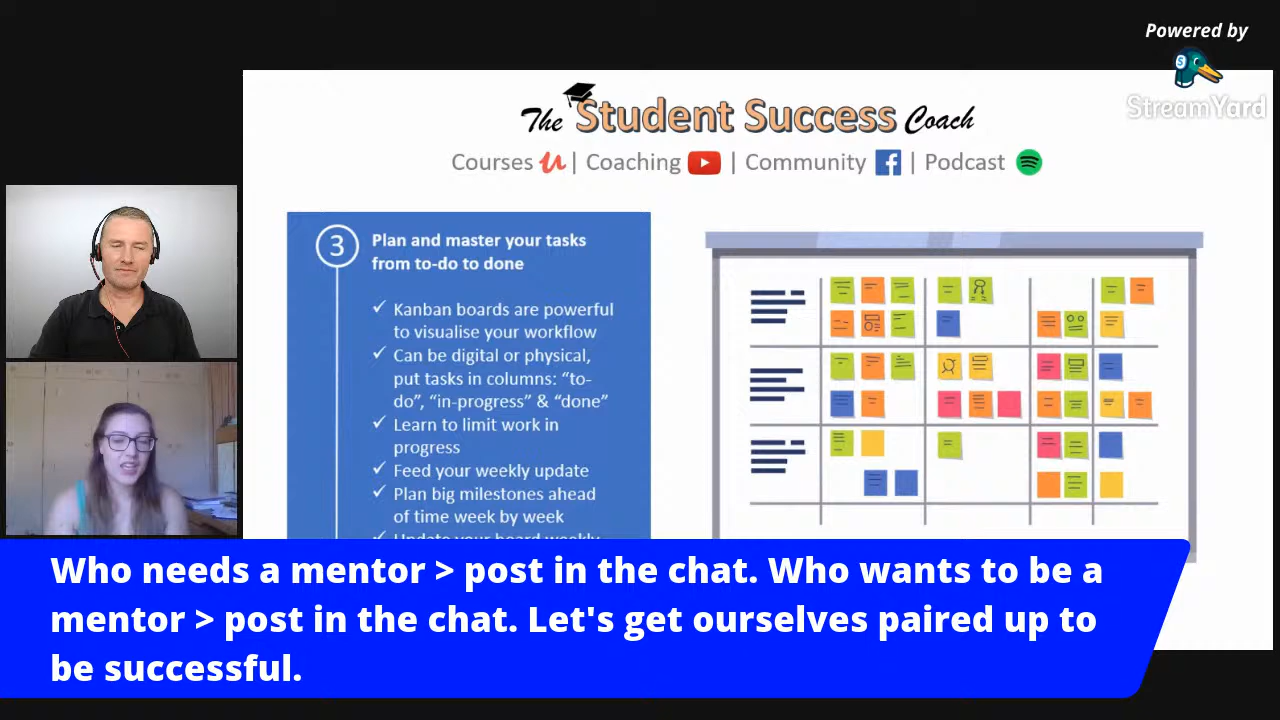 Powered by
StreamYard
The Student Success Coach
Courses | Coaching | Community | Podcast
3
Plan and master your tasks
from to-do to done
✓ Kanban boards are powerful
to visualise your workflow
✓ Can be digital or physical,
put tasks in columns: “to-
do”, “in-progress” & “done”
✓ Learn to limit work in
progress
✓ Feed your weekly update
✓ Plan big milestones ahead
of time week by week
✓ Update your board weekly
Who needs a mentor > post in the chat. Who wants to be a
mentor > post in the chat. Let's get ourselves paired up to
be successful.